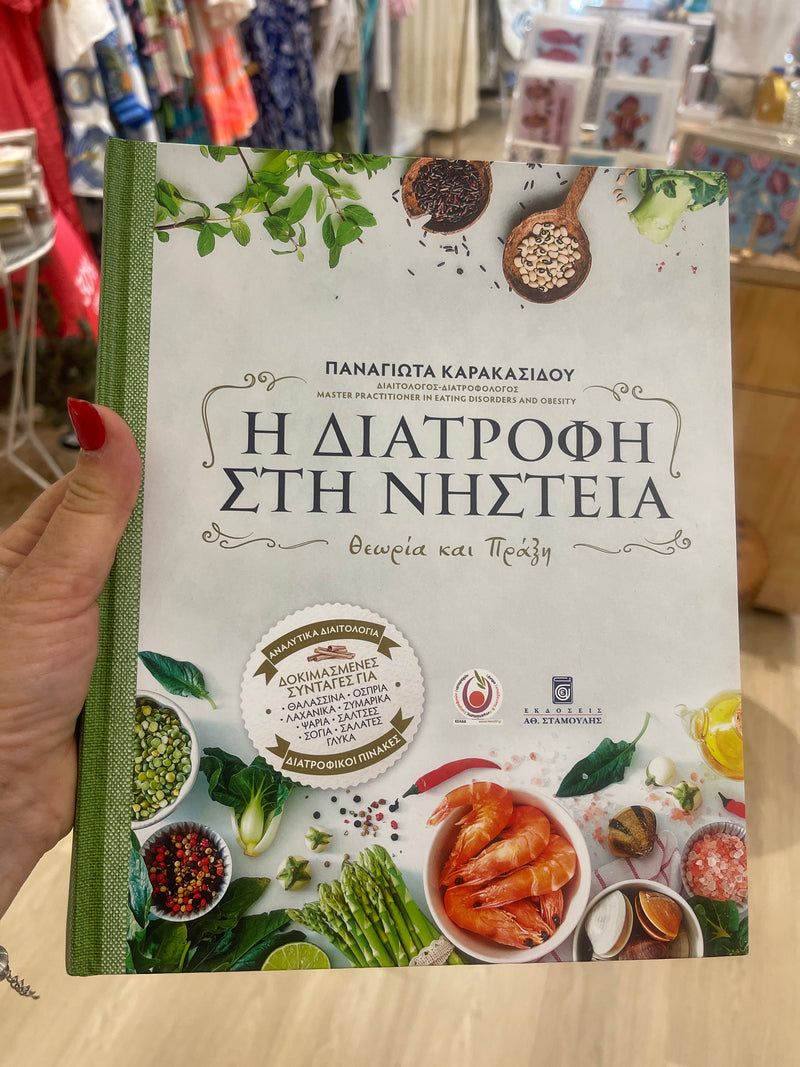 ΠΑΝΑΓΙΩΤΑ ΚΑΡΑΚΑΣΙΔΟΥ
ΔΙΑΙΤΟΛΟΓΟΣ-ΔΙΑΤΡΟΦΟΛΟΓΟΣ
MASTER PRACTITIONER IN EATING DISORDERS AND OBESITY
Η ΔΙΑΤΡΟΦΗ
ΣΤΗ ΝΗΣΤΕΙΑ
Θεωρία και Πράξη
ΑΝΑΛΥΤΙΚΑ ΔΙΑΙΤΟΛΟΓΙΑ
ΔΟΚΙΜΑΣΜΕΝΕΣ
ΣΥΝΤΑΓΕΣ ΓΙΑ
· ΘΑΛΑΣΣΙΝΑ · ΟΣΠΡΙΑ
· ΛΑΧΑΝΙΚΑ · ΖΥΜΑΡΙΚΑ
· ΨΑΡΙΑ · ΣΑΛΤΣΕΣ
· ΣΟΓΙΑ · ΣΑΛΑΤΕΣ
ΓΛΥΚΑ
ΔΙΑΤΡΟΦΙΚΟΙ ΠΙΝΑΚΕΣ
ΕΚΔΟΣΕΙΣ
ΑΘ. ΣΤΑΜΟΥΛΗΣ